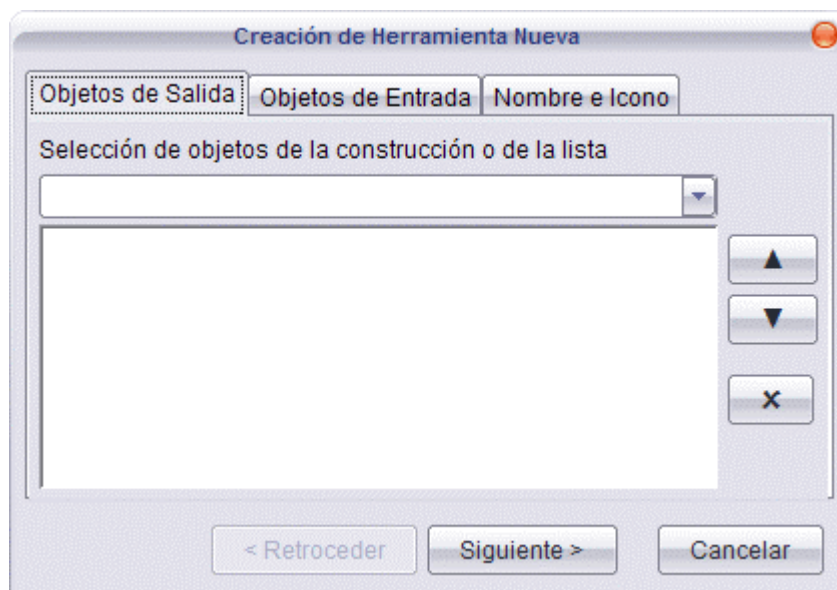 Creación de Herramienta Nueva
Objetos de Salida Objetos de Entrada Nombre e Icono
Selección de objetos de la construcción o de la lista
< Retroceder Siguiente > Cancelar